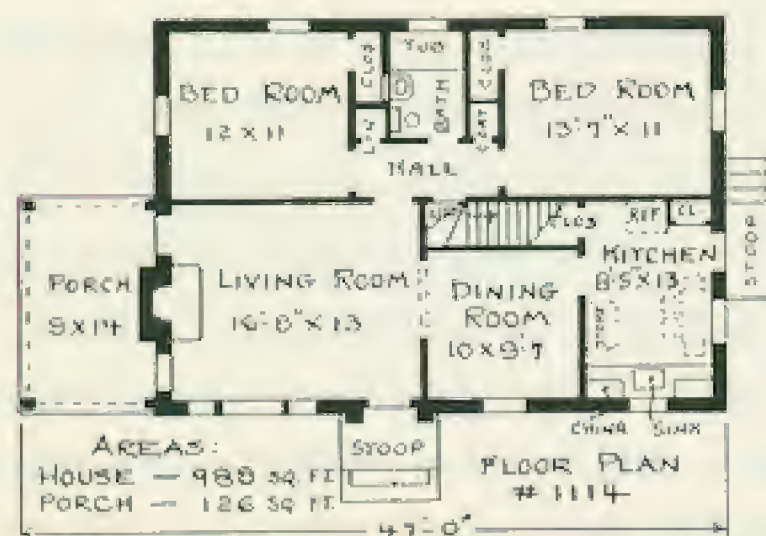 BED ROOM
12 X 11
CLOS
LIN
TUB
BATH
CLOS
COAT
BED ROOM
13'-7" X 11
HALL
UP
CLOS
REF
CL.
STOOP
PORCH
9 X 14
LIVING ROOM
16'-8" X 13
DINING
ROOM
10 X 9'-7
KITCHEN
8'-5" X 13
CHINA
SINK
STOOP
AREAS:
HOUSE — 988 SQ FT
PORCH — 126 SQ FT
FLOOR PLAN
# 1114
47'-0"